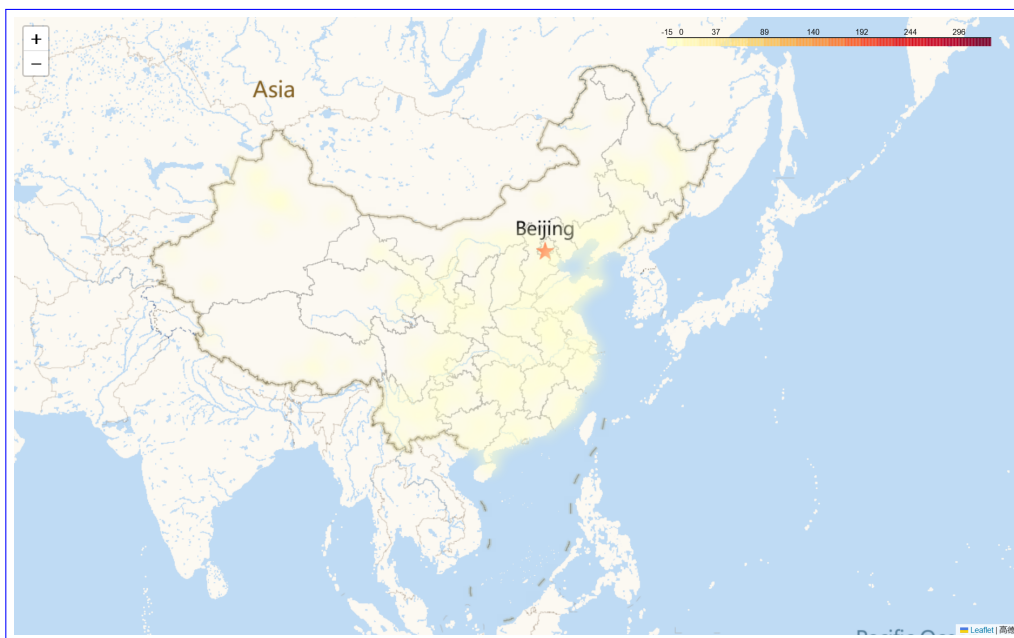 +
−
-15 0 37 89 140 192 244 296
Asia
Beijing
Leaflet | 高德